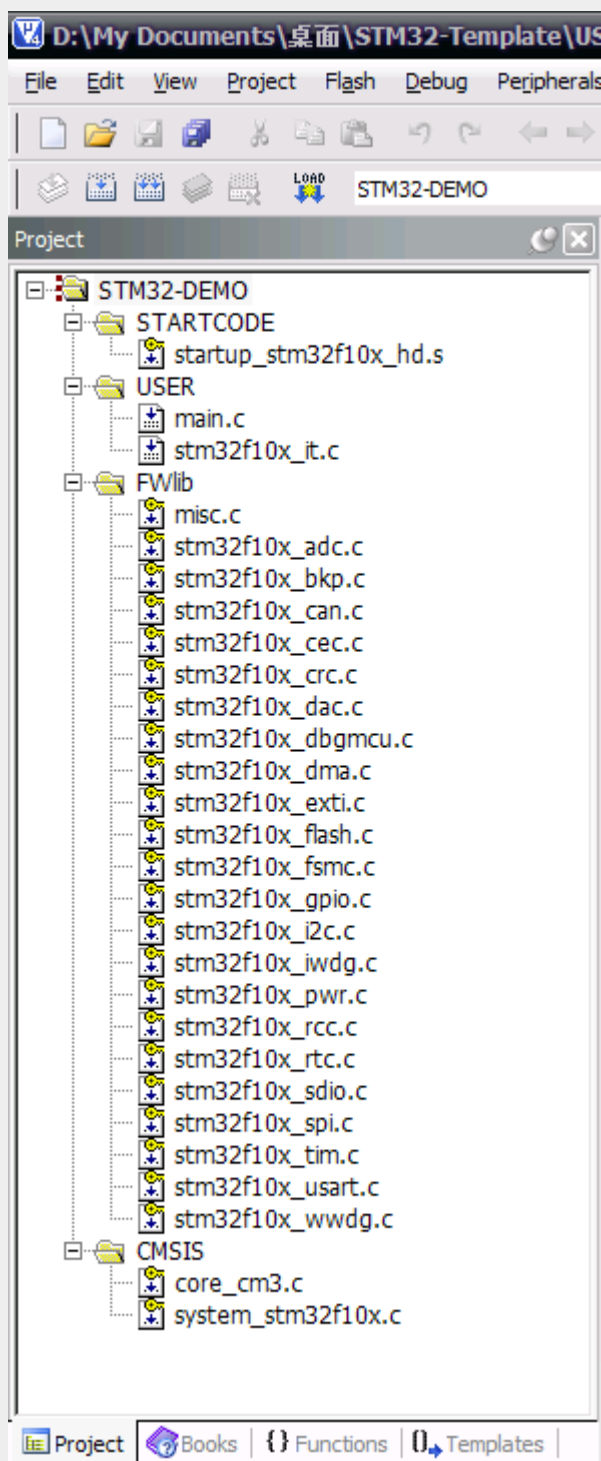 D:\My Documents\桌面\STM32-Template\US
File Edit View Project Flash Debug Peripherals
LOAD STM32-DEMO
Project
STM32-DEMO
STARTCODE
startup_stm32f10x_hd.s
USER
main.c
stm32f10x_it.c
FWlib
misc.c
stm32f10x_adc.c
stm32f10x_bkp.c
stm32f10x_can.c
stm32f10x_cec.c
stm32f10x_crc.c
stm32f10x_dac.c
stm32f10x_dbgmcu.c
stm32f10x_dma.c
stm32f10x_exti.c
stm32f10x_flash.c
stm32f10x_fsmc.c
stm32f10x_gpio.c
stm32f10x_i2c.c
stm32f10x_iwdg.c
stm32f10x_pwr.c
stm32f10x_rcc.c
stm32f10x_rtc.c
stm32f10x_sdio.c
stm32f10x_spi.c
stm32f10x_tim.c
stm32f10x_usart.c
stm32f10x_wwdg.c
CMSIS
core_cm3.c
system_stm32f10x.c
Project Books {} Functions 0 Templates